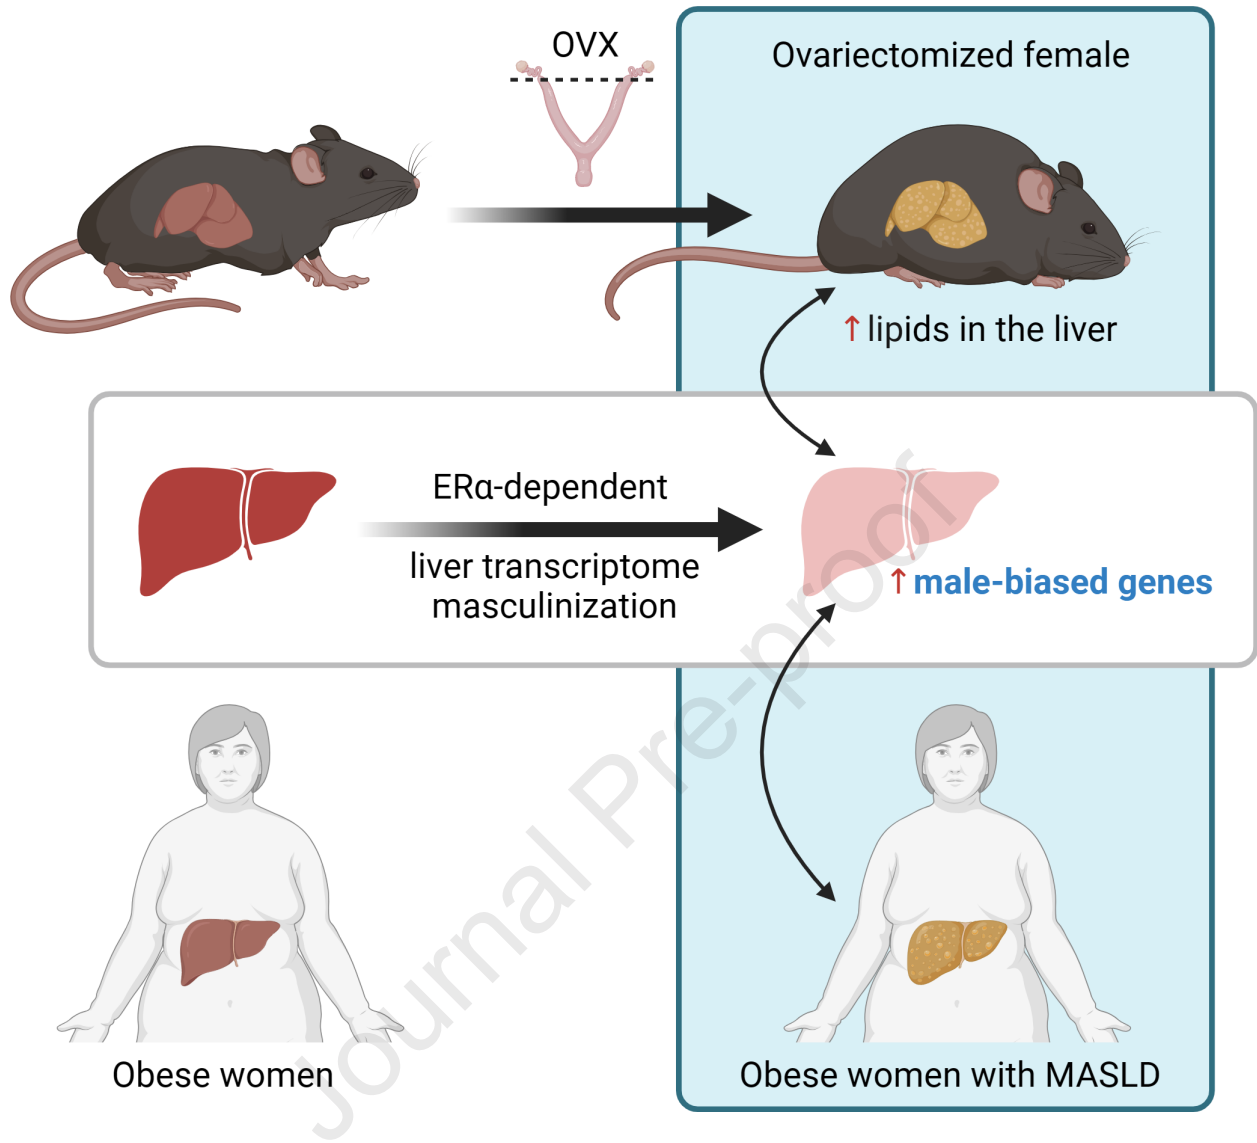 OVX
Ovariectomized female
↑ lipids in the liver
ERα-dependent
liver transcriptome
masculinization
↑ male-biased genes
Journal Pre-proof
Obese women
Obese women with MASLD